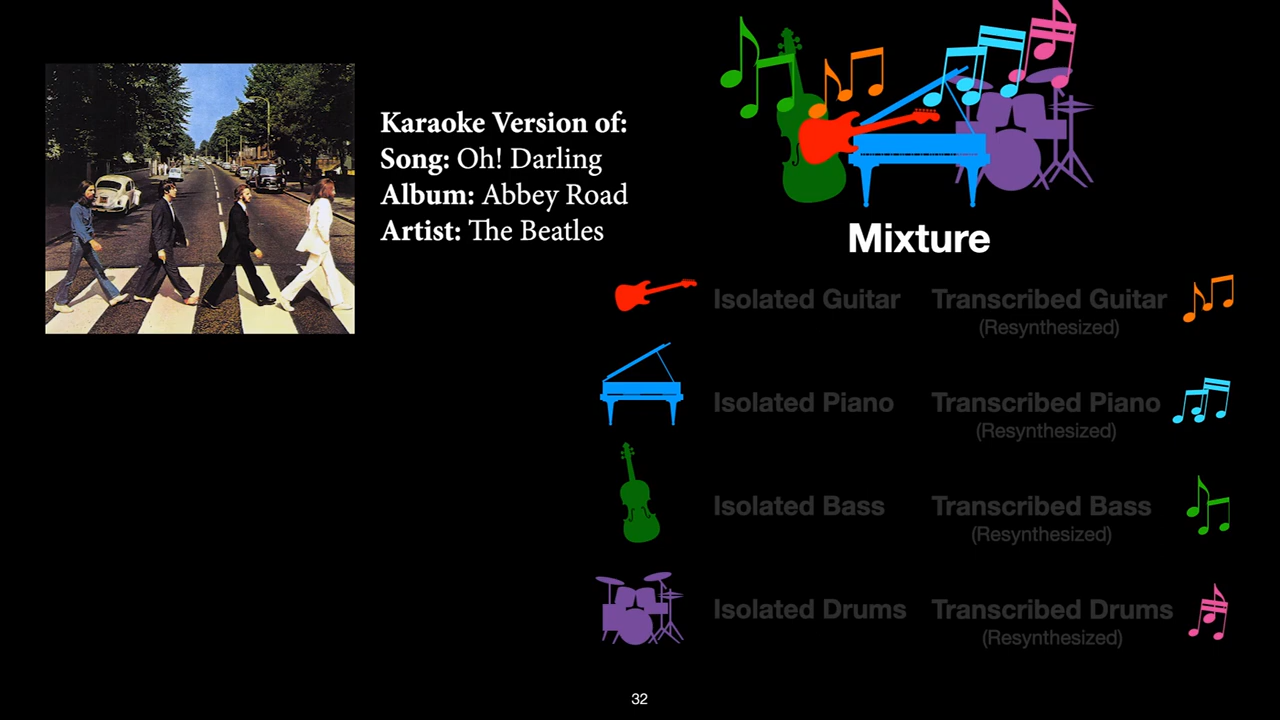 Karaoke Version of:
Song: Oh! Darling
Album: Abbey Road
Artist: The Beatles
Mixture
Isolated Guitar
Transcribed Guitar
(Resynthesized)
Isolated Piano
Transcribed Piano
(Resynthesized)
Isolated Bass
Transcribed Bass
(Resynthesized)
Isolated Drums
Transcribed Drums
(Resynthesized)
32